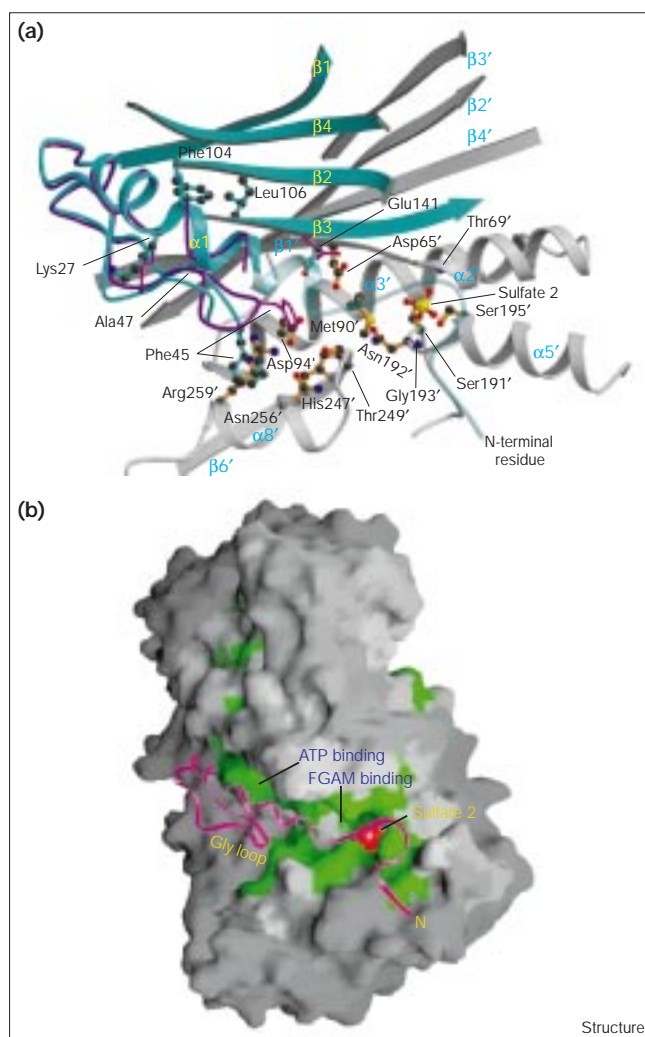 (a)
β1
β3′
β2′
β4
β4′
Phe104
β2
Leu106
Glu141
β3
Thr69′
α1
β1′
Asp65′
Lys27
α3′
α2′
Sulfate 2
Ala47
Met90′
Ser195′
Phe45
Asn192′
α5′
Asp94'
Ser191′
Arg259′
Gly193′
His247′
Asn256′
Thr249′
α8′
N-terminal
residue
β6′
(b)
ATP binding
FGAM binding
Sulfate 2
Gly loop
N
Structure